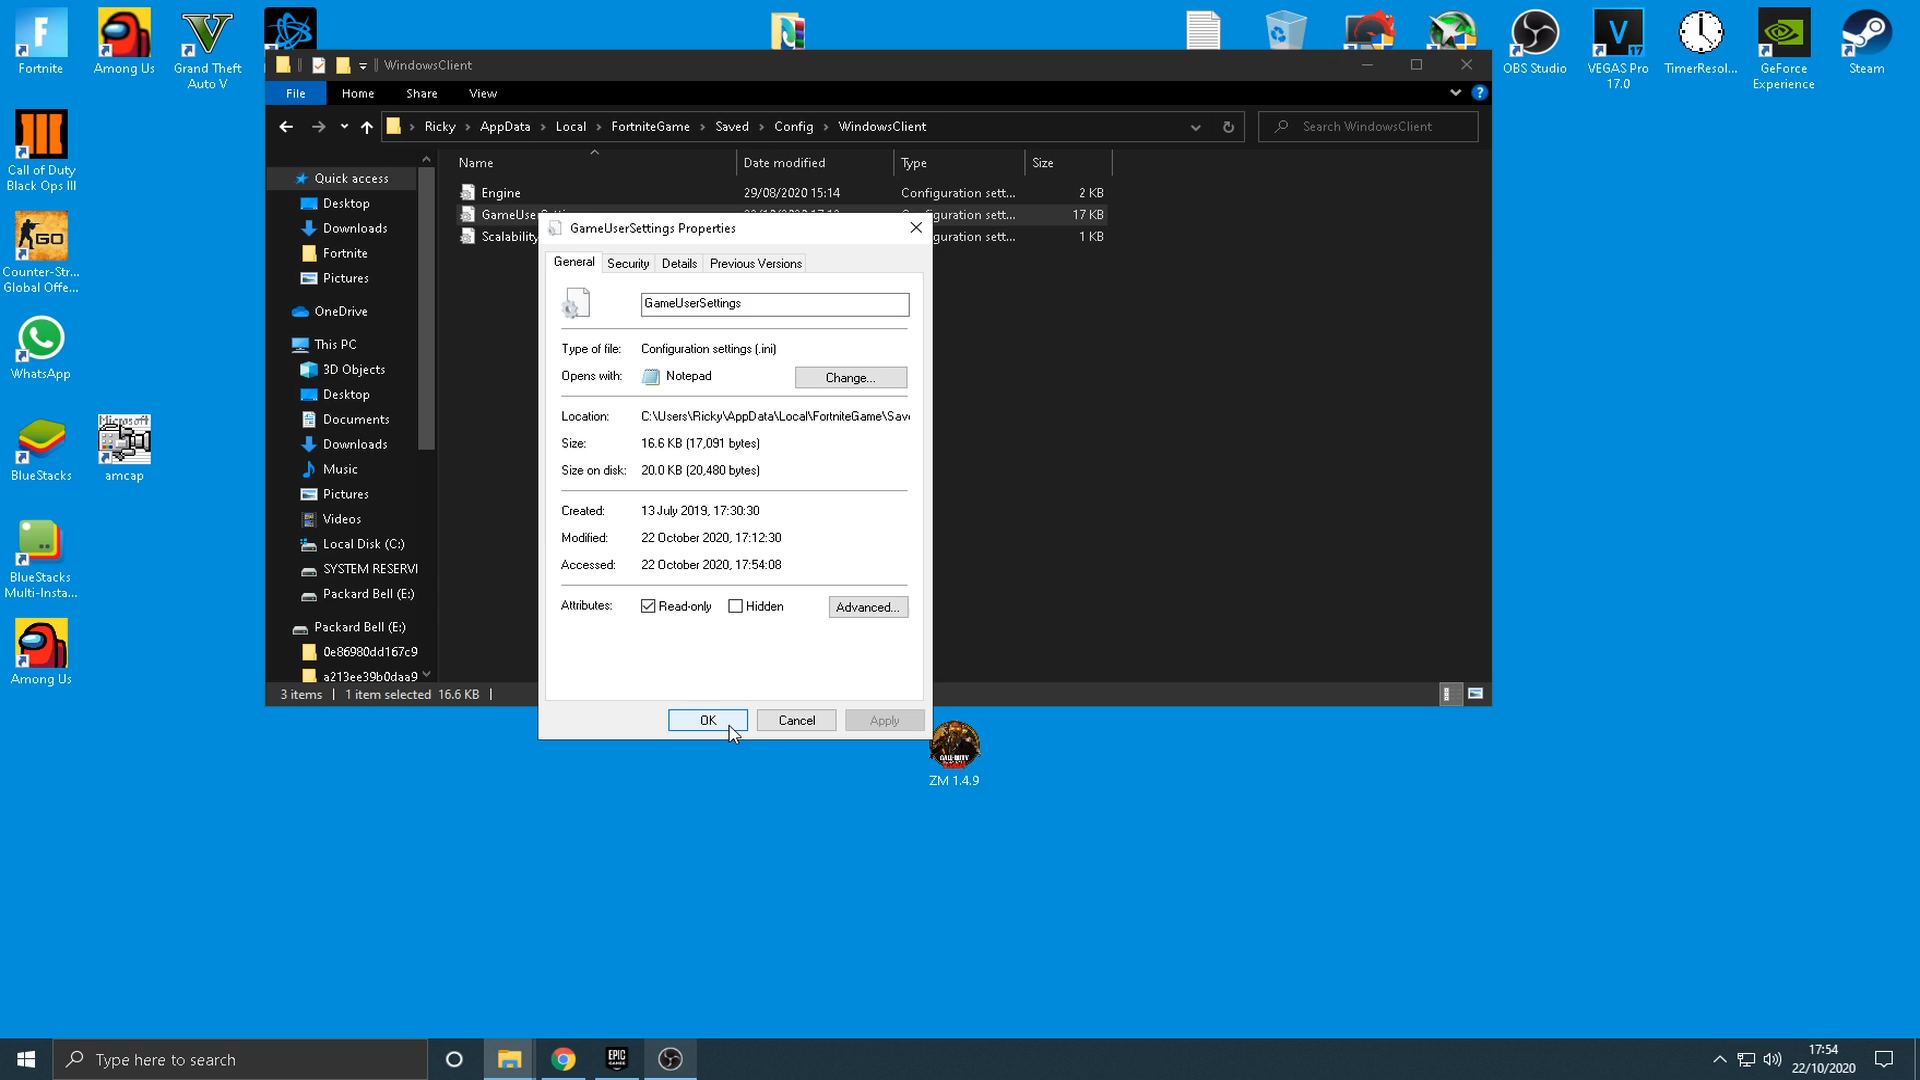 Fortnite
Among Us
Grand Theft
Auto V
OBS Studio
VEGAS Pro
17.0
TimerResol...
GeForce
Experience
Steam
Call of Duty
Black Ops III
Counter-Str...
Global Offe...
WhatsApp
BlueStacks
Microsoft
amcap
BlueStacks
Multi-Insta...
Among Us
ZM 1.4.9
WindowsClient
File Home Share View
Ricky › AppData › Local › FortniteGame › Saved › Config › WindowsClient
Search WindowsClient
Name Date modified Type Size
Engine 29/08/2020 15:14 Configuration sett... 2 KB
GameUserSettings Configuration sett... 17 KB
Scalability guration sett... 1 KB
Quick access
Desktop
Downloads
Fortnite
Pictures
OneDrive
This PC
3D Objects
Desktop
Documents
Downloads
Music
Pictures
Videos
Local Disk (C:)
SYSTEM RESERVI
Packard Bell (E:)
Packard Bell (E:)
0e86980dd167c9
a213ee39b0daa9
3 items 1 item selected 16.6 KB
GameUserSettings Properties
General Security Details Previous Versions
GameUserSettings
Type of file: Configuration settings (.ini)
Opens with: Notepad Change...
Location: C:\Users\Ricky\AppData\Local\FortniteGame\Save
Size: 16.6 KB (17,091 bytes)
Size on disk: 20.0 KB (20,480 bytes)
Created: 13 July 2019, 17:30:30
Modified: 22 October 2020, 17:12:30
Accessed: 22 October 2020, 17:54:08
Attributes: Read-only Hidden Advanced...
OK Cancel Apply
Type here to search
EPIC
GAMES
17:54
22/10/2020